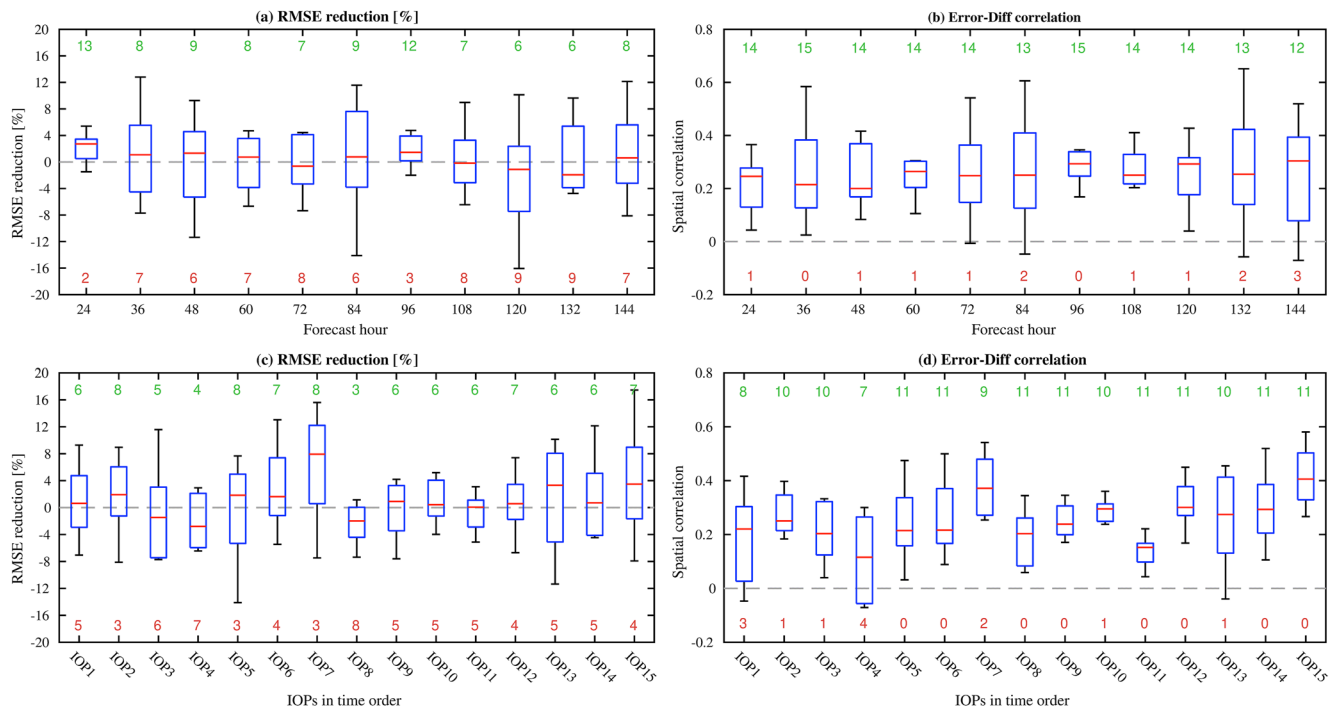 (a) RMSE reduction [%]
RMSE reduction [%]
20
16
12
8
4
0
-4
-8
-12
-16
-20
13 8 9 8 7 9 12 7 6 6 8
2 7 6 7 8 6 3 8 9 9 7
24 36 48 60 72 84 96 108 120 132 144
Forecast hour
(b) Error-Diff correlation
Spatial correlation
0.8
0.6
0.4
0.2
0
-0.2
14 15 14 14 14 13 15 14 14 13 12
1 0 1 1 1 2 0 1 1 2 3
24 36 48 60 72 84 96 108 120 132 144
Forecast hour
(c) RMSE reduction [%]
RMSE reduction [%]
20
16
12
8
4
0
-4
-8
-12
-16
-20
6 8 5 4 8 7 8 3 6 6 6 7 6 6 7
5 3 6 7 3 4 3 8 5 5 5 4 5 5 4
IOP1 IOP2 IOP3 IOP4 IOP5 IOP6 IOP7 IOP8 IOP9 IOP10 IOP11 IOP12 IOP13 IOP14 IOP15
IOPs in time order
(d) Error-Diff correlation
Spatial correlation
0.8
0.6
0.4
0.2
0
-0.2
8 10 10 7 11 11 9 11 11 10 11 11 10 11 11
3 1 1 4 0 0 2 0 0 1 0 0 1 0 0
IOP1 IOP2 IOP3 IOP4 IOP5 IOP6 IOP7 IOP8 IOP9 IOP10 IOP11 IOP12 IOP13 IOP14 IOP15
IOPs in time order